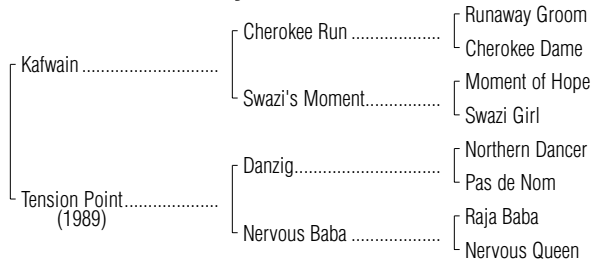 Runaway Groom
Cherokee Run ...................
Cherokee Dame
Kafwain ............................
Moment of Hope
Swazi's Moment................
Swazi Girl
Northern Dancer
Danzig..............................
Pas de Nom
Tension Point....................
(1989)
Raja Baba
Nervous Baba ..................
Nervous Queen